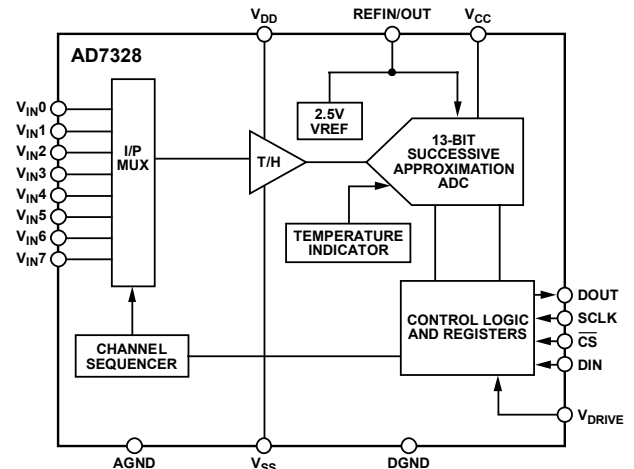 V_DD
REFIN/OUT
V_CC
AD7328
V_IN0
V_IN1
V_IN2
V_IN3
V_IN4
V_IN5
V_IN6
V_IN7
I/P
MUX
2.5V
VREF
T/H
13-BIT
SUCCESSIVE
APPROXIMATION
ADC
TEMPERATURE
INDICATOR
CHANNEL
SEQUENCER
CONTROL LOGIC
AND REGISTERS
DOUT
SCLK
C̅S̅
DIN
V_DRIVE
AGND
V_SS
DGND